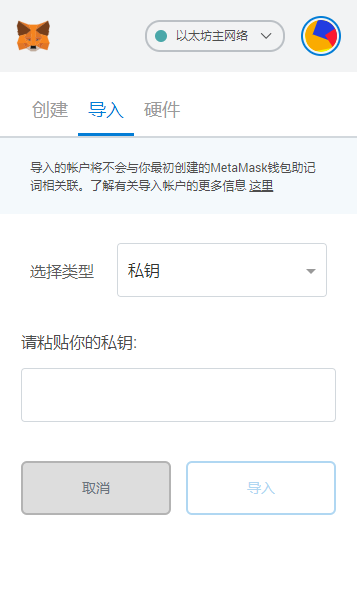 以太坊主网络
创建 导入 硬件
导入的帐户将不会与你最初创建的MetaMask钱包助记
词相关联。了解有关导入帐户的更多信息 这里
选择类型 私钥
请粘贴你的私钥:
取消 导入